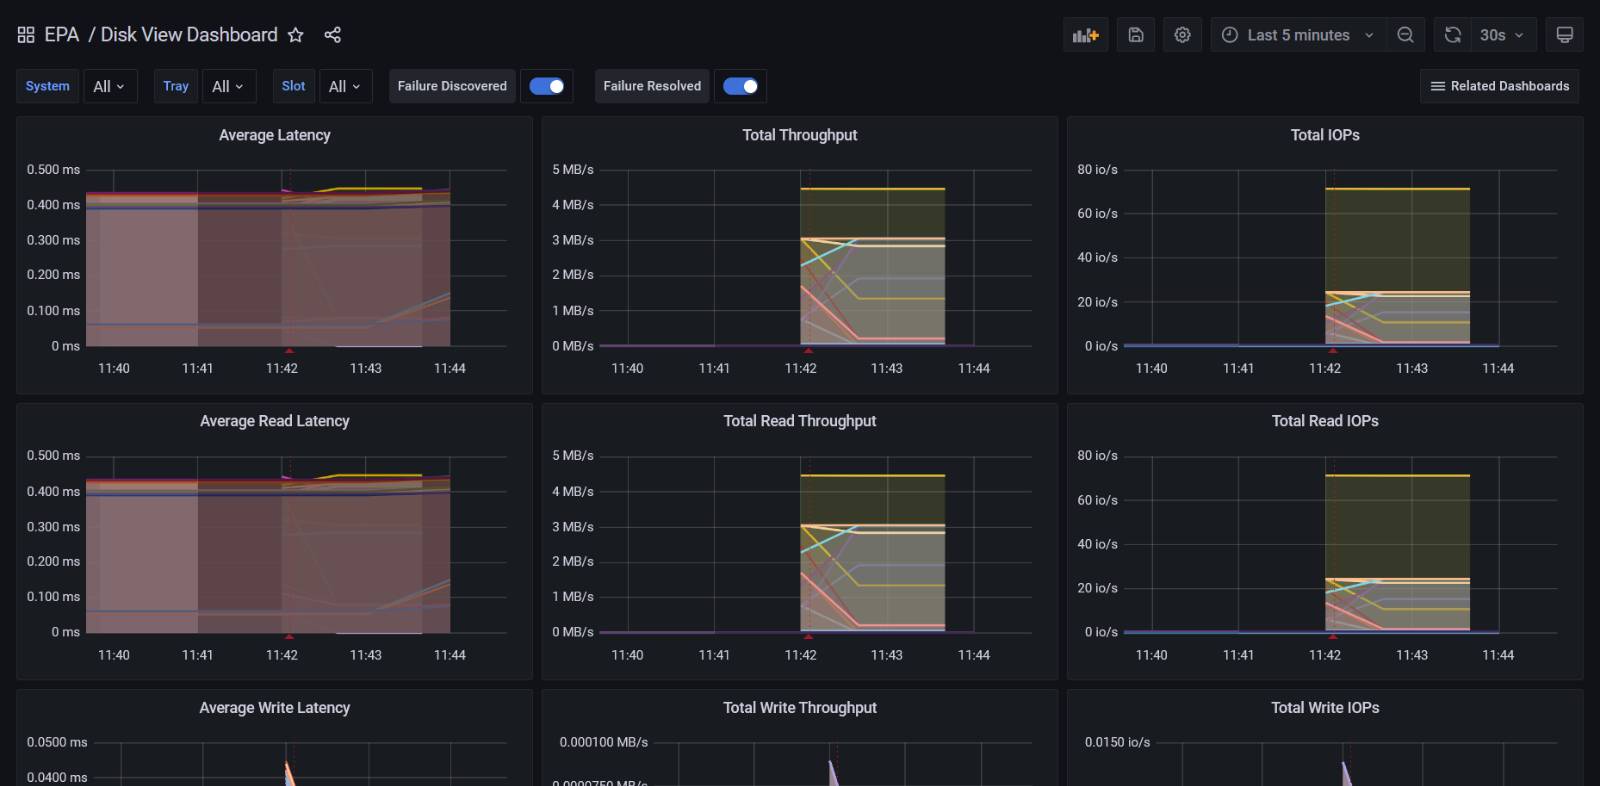 EPA / Disk View Dashboard
Last 5 minutes
30s
System All Tray All Slot All Failure Discovered Failure Resolved Related Dashboards
Average Latency
0.500 ms
0.400 ms
0.300 ms
0.200 ms
0.100 ms
0 ms
11:40 11:41 11:42 11:43 11:44
Total Throughput
5 MB/s
4 MB/s
3 MB/s
2 MB/s
1 MB/s
0 MB/s
11:40 11:41 11:42 11:43 11:44
Total IOPs
80 io/s
60 io/s
40 io/s
20 io/s
0 io/s
11:40 11:41 11:42 11:43 11:44
Average Read Latency
0.500 ms
0.400 ms
0.300 ms
0.200 ms
0.100 ms
0 ms
11:40 11:41 11:42 11:43 11:44
Total Read Throughput
5 MB/s
4 MB/s
3 MB/s
2 MB/s
1 MB/s
0 MB/s
11:40 11:41 11:42 11:43 11:44
Total Read IOPs
80 io/s
60 io/s
40 io/s
20 io/s
0 io/s
11:40 11:41 11:42 11:43 11:44
Average Write Latency
0.0500 ms
0.0400 ms
Total Write Throughput
0.000100 MB/s
0.0000750 MB/s
Total Write IOPs
0.0150 io/s